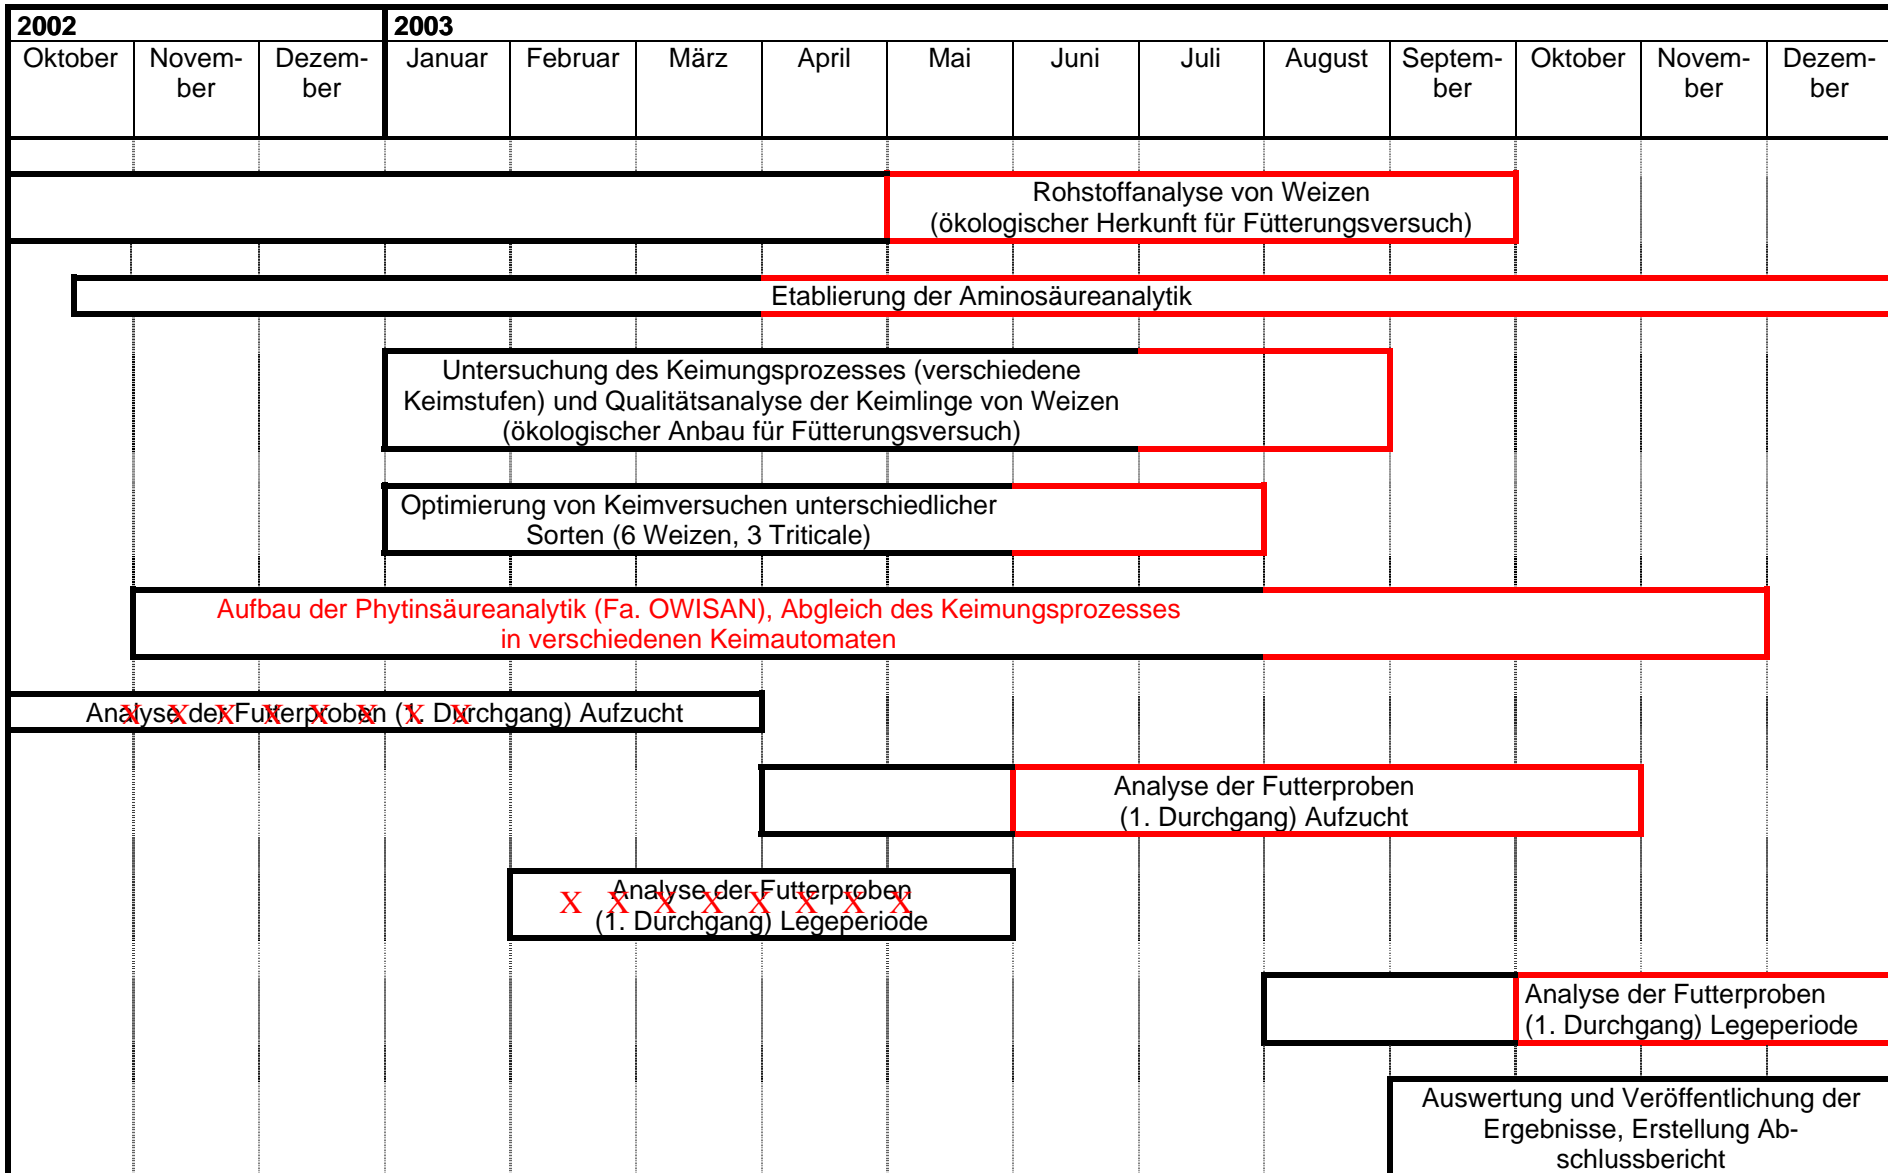 2002 2003
Oktober Novem- Dezem- Januar Februar März April Mai Juni Juli August Septem- Oktober Novem- Dezem-
ber ber ber ber ber
Rohstoffanalyse von Weizen
(ökologischer Herkunft für Fütterungsversuch)
Etablierung der Aminosäureanalytik
Untersuchung des Keimungsprozesses (verschiedene
Keimstufen) und Qualitätsanalyse der Keimlinge von Weizen
(ökologischer Anbau für Fütterungsversuch)
Optimierung von Keimversuchen unterschiedlicher
Sorten (6 Weizen, 3 Triticale)
Aufbau der Phytinsäureanalytik (Fa. OWISAN), Abgleich des Keimungsprozesses
in verschiedenen Keimautomaten
Analyse der Futterproben (1. Durchgang) Aufzucht
X X X X X X X X
Analyse der Futterproben
(1. Durchgang) Aufzucht
Analyse der Futterproben
X X X X X X X X
(1. Durchgang) Legeperiode
Analyse der Futterproben
(1. Durchgang) Legeperiode
Auswertung und Veröffentlichung der
Ergebnisse, Erstellung Ab-
schlussbericht